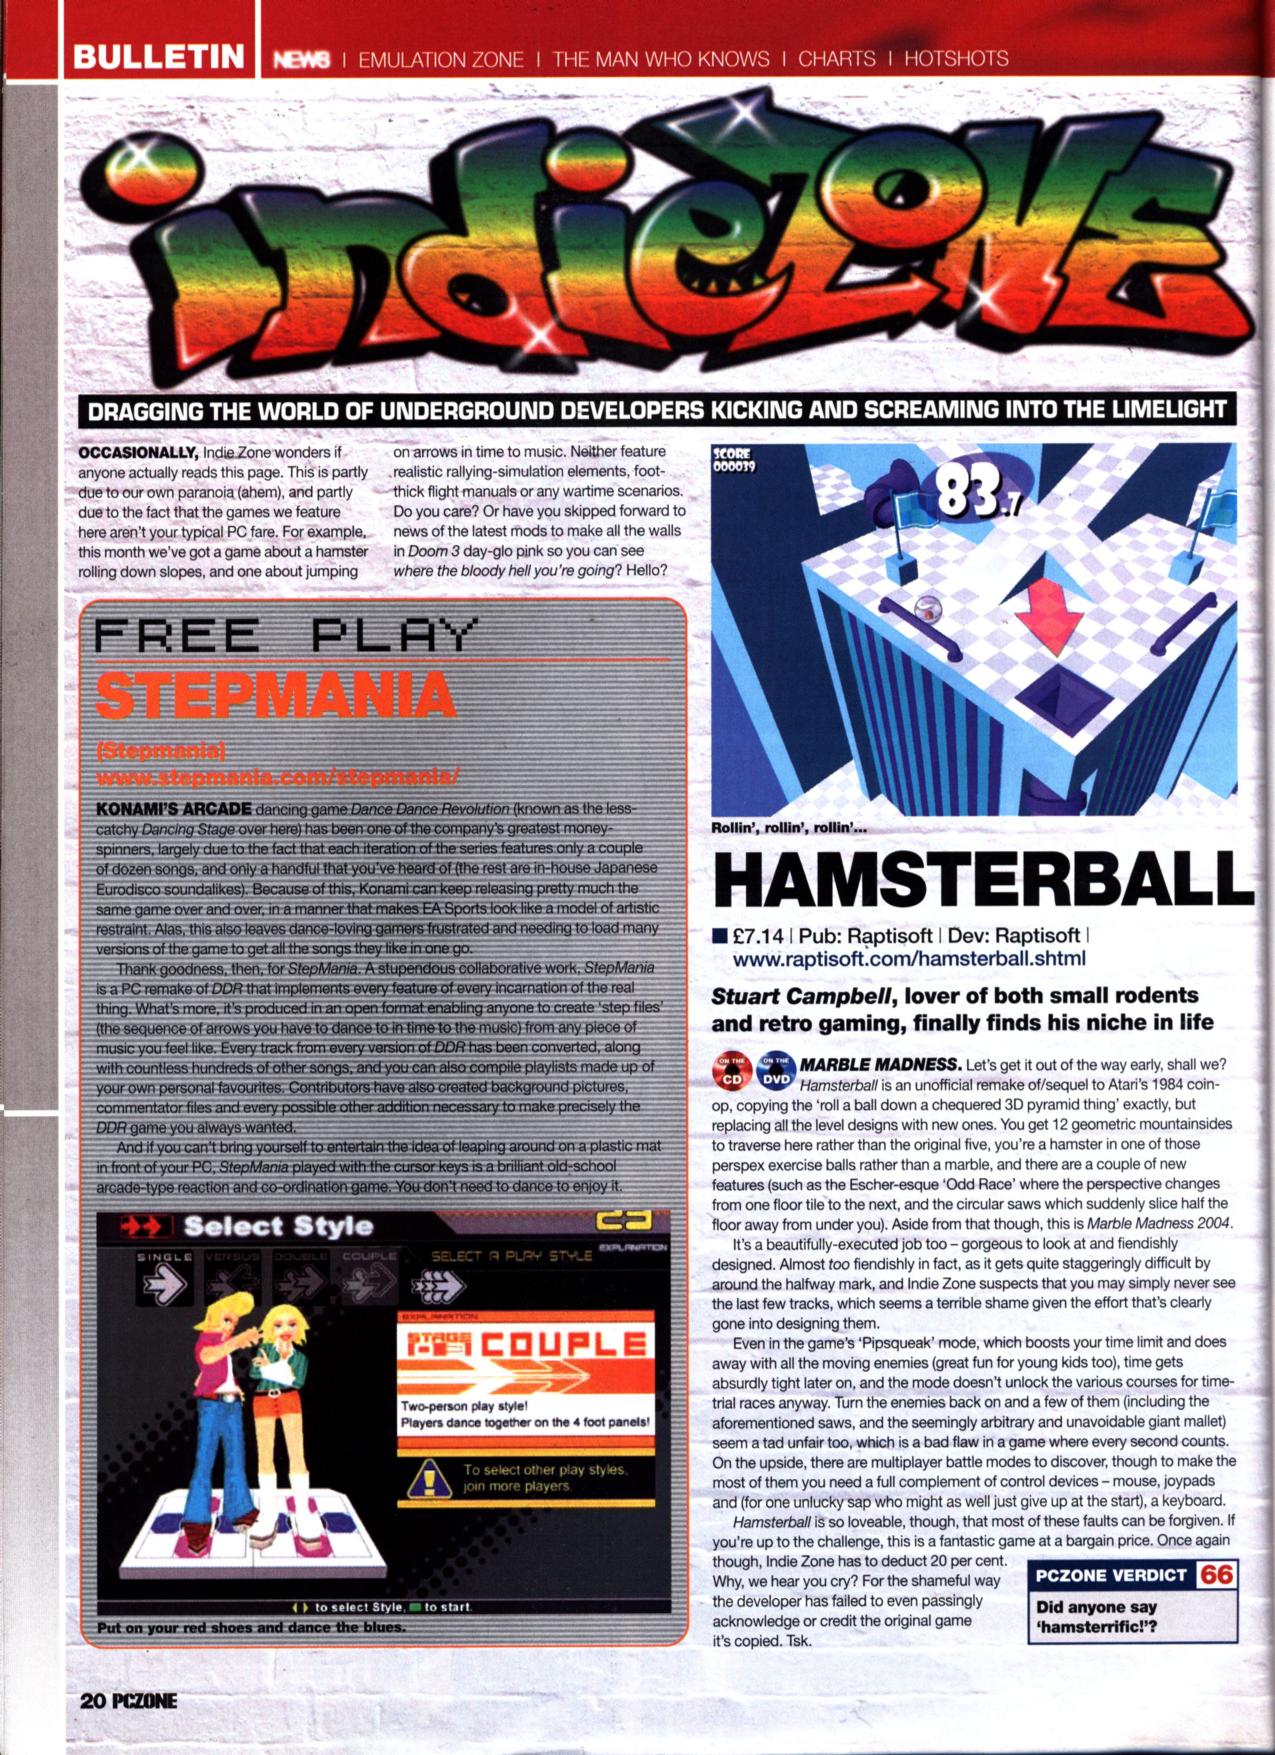 BULLETIN
NEWS | EMULATION ZONE | THE MAN WHO KNOWS | CHARTS | HOTSHOTS
indieZONE
DRAGGING THE WORLD OF UNDERGROUND DEVELOPERS KICKING AND SCREAMING INTO THE LIMELIGHT
OCCASIONALLY, Indie Zone wonders if
anyone actually reads this page. This is partly
due to our own paranoia (ahem), and partly
due to the fact that the games we feature
here aren't your typical PC fare. For example,
this month we've got a game about a hamster
rolling down slopes, and one about jumping
on arrows in time to music. Neither feature
realistic rallying-simulation elements, foot-
thick flight manuals or any wartime scenarios.
Do you care? Or have you skipped forward to
news of the latest mods to make all the walls
in Doom 3 day-glo pink so you can see
where the bloody hell you're going? Hello?
FREE PLAY
STEPMANIA
(Stepmania)
www.stepmania.com/stepmania/
KONAMI'S ARCADE dancing game Dance Dance Revolution (known as the less-
catchy Dancing Stage over here) has been one of the company's greatest money-
spinners, largely due to the fact that each iteration of the series features only a couple
of dozen songs, and only a handful that you've heard of (the rest are in-house Japanese
Eurodisco soundalikes). Because of this, Konami can keep releasing pretty much the
same game over and over, in a manner that makes EA Sports look like a model of artistic
restraint. Alas, this also leaves dance-loving gamers frustrated and needing to load many
versions of the game to get all the songs they like in one go.
Thank goodness, then, for StepMania. A stupendous collaborative work, StepMania
is a PC remake of DDR that implements every feature of every incarnation of the real
thing. What's more, it's produced in an open format enabling anyone to create 'step files'
(the sequence of arrows you have to dance to in time to the music) from any piece of
music you feel like. Every track from every version of DDR has been converted, along
with countless hundreds of other songs, and you can also compile playlists made up of
your own personal favourites. Contributors have also created background pictures,
commentator files and every possible other addition necessary to make precisely the
DDR game you always wanted.
And if you can't bring yourself to entertain the idea of leaping around on a plastic mat
in front of your PC, StepMania played with the cursor keys is a brilliant old-school
arcade-type reaction and co-ordination game. You don't need to dance to enjoy it.
Select Style
SINGLE VERSUS DOUBLE COUPLE
SELECT A PLAY STYLE
EXPLANATION
EXPLANATION
STAGE
COUPLE
Two-person play style!
Players dance together on the 4 foot panels!
To select other play styles,
join more players.
to select Style, to start.
Put on your red shoes and dance the blues.
SCORE
000039
83.7
Rollin', rollin', rollin'...
HAMSTERBALL
£7.14 | Pub: Raptisoft | Dev: Raptisoft |
www.raptisoft.com/hamsterball.shtml
Stuart Campbell, lover of both small rodents
and retro gaming, finally finds his niche in life
ON THE CD
ON THE DVD
MARBLE MADNESS. Let's get it out of the way early, shall we?
Hamsterball is an unofficial remake of/sequel to Atari's 1984 coin-
op, copying the 'roll a ball down a chequered 3D pyramid thing' exactly, but
replacing all the level designs with new ones. You get 12 geometric mountainsides
to traverse here rather than the original five, you're a hamster in one of those
perspex exercise balls rather than a marble, and there are a couple of new
features (such as the Escher-esque 'Odd Race' where the perspective changes
from one floor tile to the next, and the circular saws which suddenly slice half the
floor away from under you). Aside from that though, this is Marble Madness 2004.
It's a beautifully-executed job too – gorgeous to look at and fiendishly
designed. Almost too fiendishly in fact, as it gets quite staggeringly difficult by
around the halfway mark, and Indie Zone suspects that you may simply never see
the last few tracks, which seems a terrible shame given the effort that's clearly
gone into designing them.
Even in the game's 'Pipsqueak' mode, which boosts your time limit and does
away with all the moving enemies (great fun for young kids too), time gets
absurdly tight later on, and the mode doesn't unlock the various courses for time-
trial races anyway. Turn the enemies back on and a few of them (including the
aforementioned saws, and the seemingly arbitrary and unavoidable giant mallet)
seem a tad unfair too, which is a bad flaw in a game where every second counts.
On the upside, there are multiplayer battle modes to discover, though to make the
most of them you need a full complement of control devices – mouse, joypads
and (for one unlucky sap who might as well just give up at the start), a keyboard.
Hamsterball is so loveable, though, that most of these faults can be forgiven. If
you're up to the challenge, this is a fantastic game at a bargain price. Once again
though, Indie Zone has to deduct 20 per cent.
Why, we hear you cry? For the shameful way
the developer has failed to even passingly
acknowledge or credit the original game
it's copied. Tsk.
PCZONE VERDICT 66
Did anyone say
'hamsterrific!'?
20 PCZONE